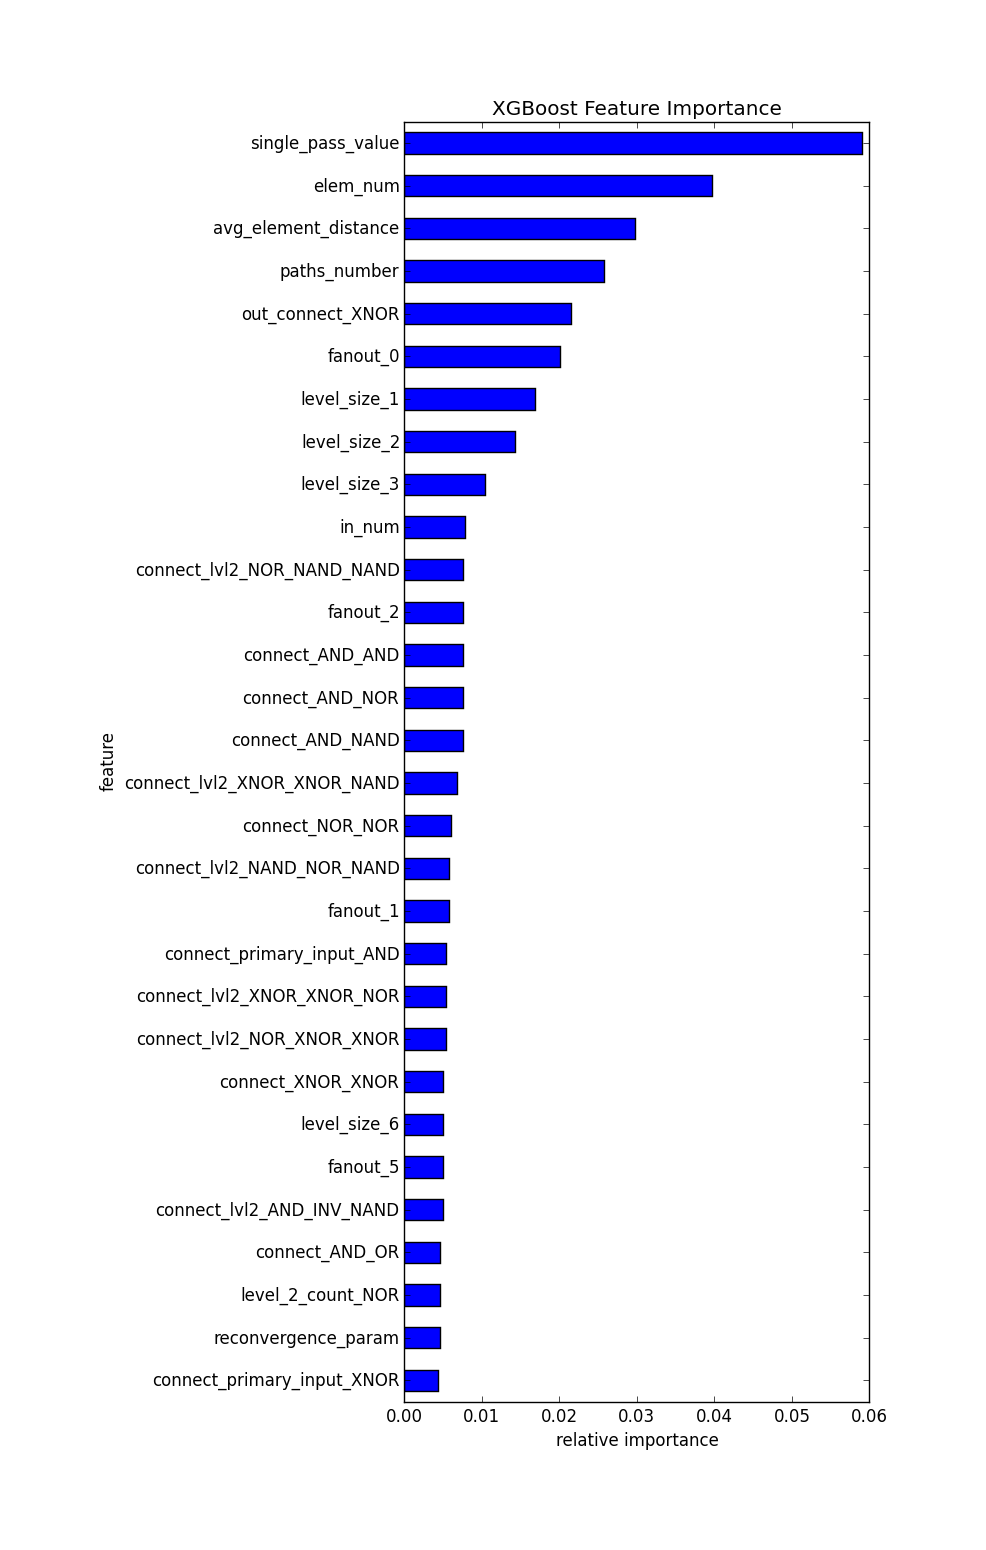 XGBoost Feature Importance
single_pass_value
elem_num
avg_element_distance
paths_number
out_connect_XNOR
fanout_0
level_size_1
level_size_2
level_size_3
in_num
connect_lvl2_NOR_NAND_NAND
fanout_2
connect_AND_AND
connect_AND_NOR
connect_AND_NAND
feature
connect_lvl2_XNOR_XNOR_NAND
connect_NOR_NOR
connect_lvl2_NAND_NOR_NAND
fanout_1
connect_primary_input_AND
connect_lvl2_XNOR_XNOR_NOR
connect_lvl2_NOR_XNOR_XNOR
connect_XNOR_XNOR
level_size_6
fanout_5
connect_lvl2_AND_INV_NAND
connect_AND_OR
level_2_count_NOR
reconvergence_param
connect_primary_input_XNOR
0.00 0.01 0.02 0.03 0.04 0.05 0.06
relative importance